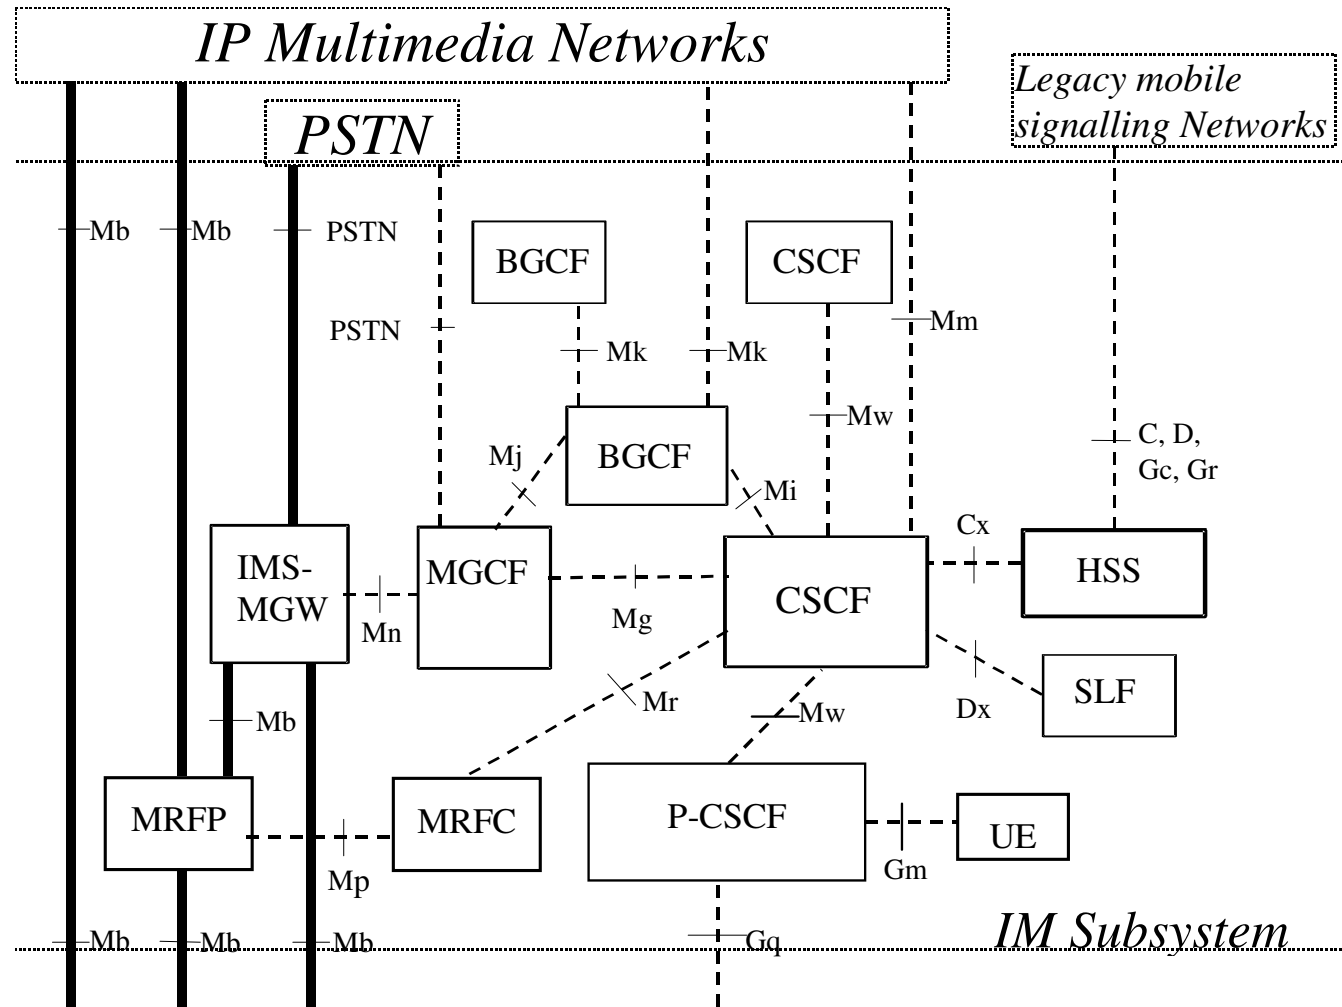 IP Multimedia Networks
Legacy mobile
signalling Networks
PSTN
Mb
Mb
PSTN
BGCF
CSCF
PSTN
Mm
Mk
Mk
Mw
C, D,
Gc, Gr
Mj
BGCF
Mi
Cx
IMS-
MGW
MGCF
CSCF
HSS
Mn
Mg
SLF
Mr
Dx
Mw
Mb
MRFP
MRFC
P-CSCF
UE
Mp
Gm
IM Subsystem
Mb
Mb
Mb
Gq